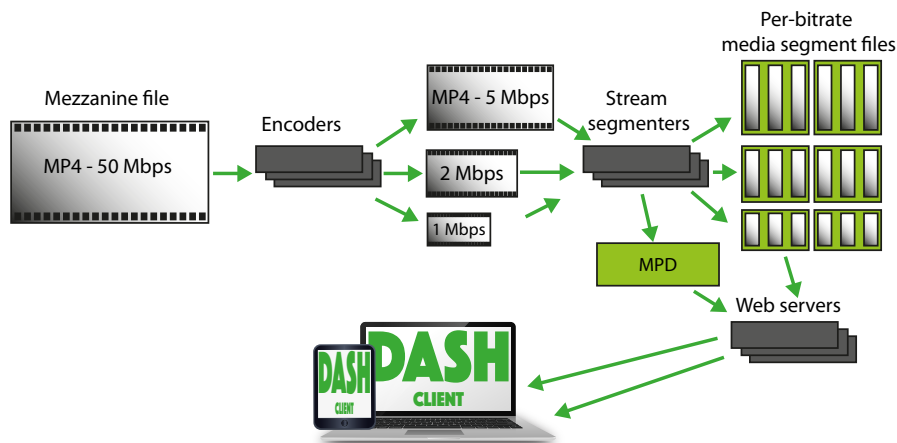 Per-bitrate
media segment files
Mezzanine file
MP4 - 50 Mbps
Encoders
MP4 - 5 Mbps
2 Mbps
1 Mbps
Stream
segmenters
MPD
Web servers
DASH
CLIENT
DASH
CLIENT